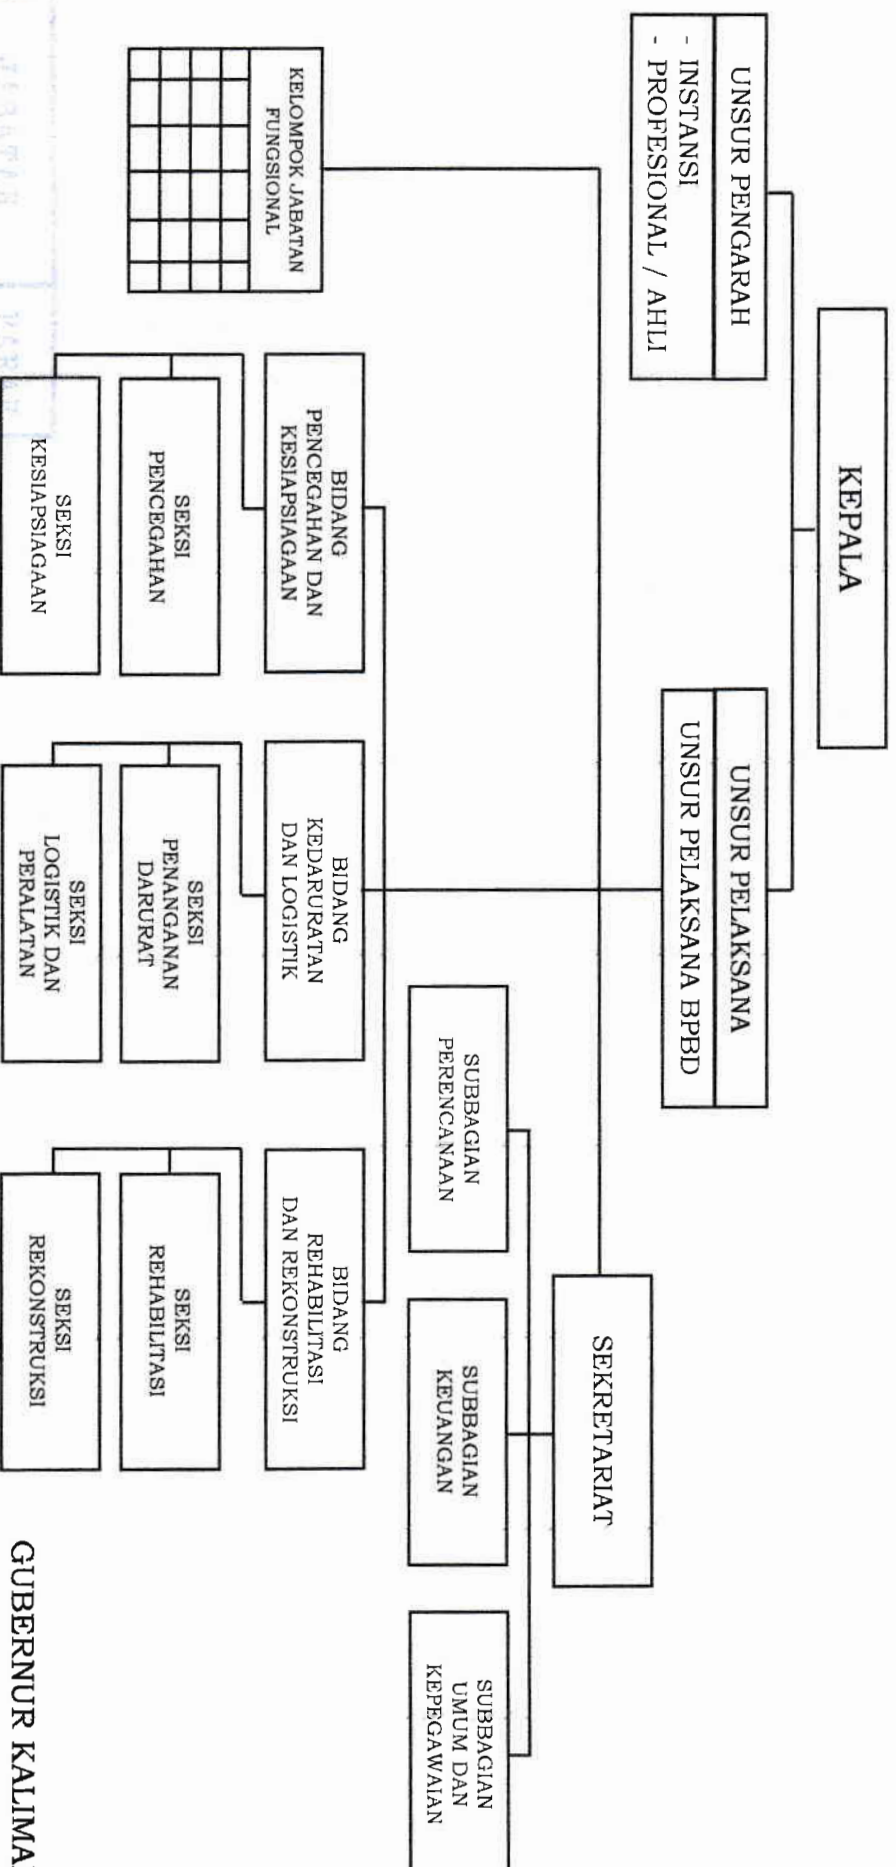 KEPALA
UNSUR PENGARAH
- INSTANSI
- PROFESIONAL / AHLI
UNSUR PELAKSANA
UNSUR PELAKSANA BPBD
SEKRETARIAT
SUBBAGIAN
PERENCANAAN
SUBBAGIAN
KEUANGAN
SUBBAGIAN
UMUM DAN
KEPEGAWAIAN
KELOMPOK JABATAN
FUNGSIONAL
BIDANG
PENCEGAHAN DAN
KESIAPSIAGAAN
SEKSI
PENCEGAHAN
SEKSI
KESIAPSIAGAAN
BIDANG
KEDARURATAN
DAN LOGISTIK
SEKSI
PENANGANAN
DARURAT
SEKSI
LOGISTIK DAN
PERALATAN
BIDANG
REHABILITASI
DAN REKONSTRUKSI
SEKSI
REHABILITASI
SEKSI
REKONSTRUKSI
GUBERNUR KALIMA